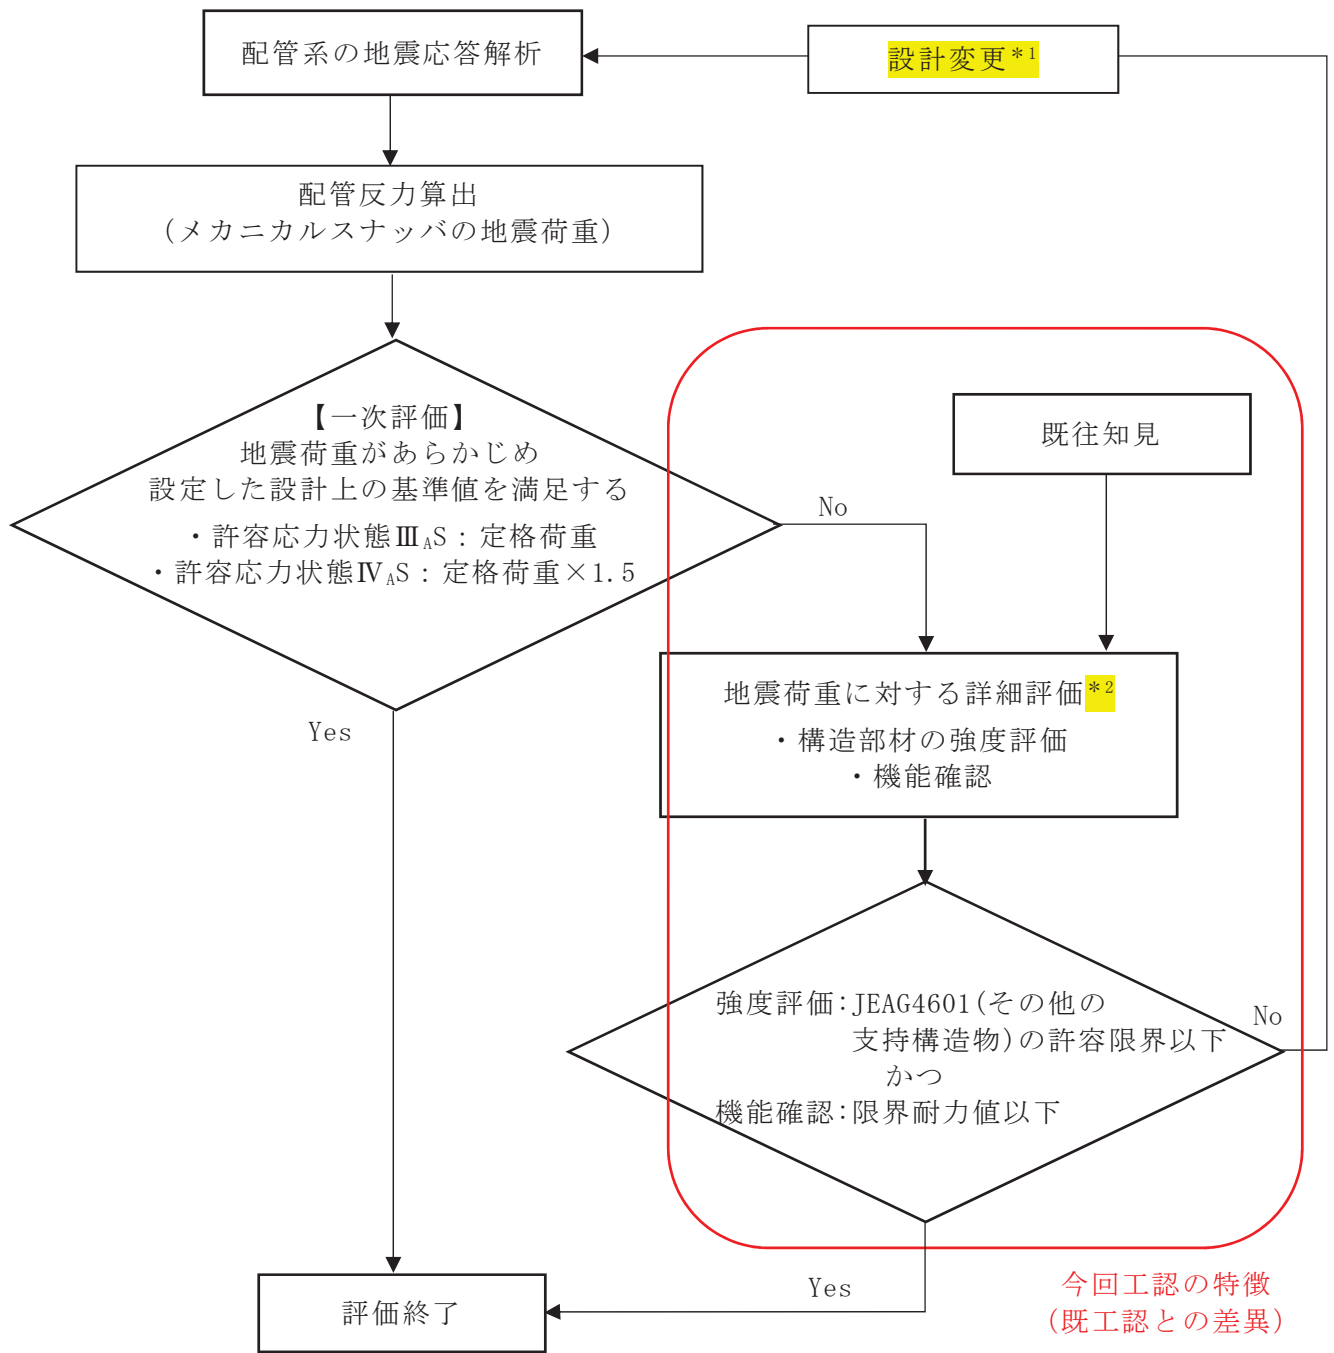 配管系の地震応答解析
設計変更*1
配管反力算出
(メカニカルスナッバの地震荷重)
【一次評価】
地震荷重があらかじめ
設定した設計上の基準値を満足する
・許容応力状態ⅢAS:定格荷重
・許容応力状態ⅣAS:定格荷重×1.5
No
既往知見
Yes
地震荷重に対する詳細評価*2
・構造部材の強度評価
・機能確認
強度評価:JEAG4601(その他の
支持構造物)の許容限界以下
かつ
機能確認:限界耐力値以下
No
Yes
評価終了
今回工認の特徴
(既工認との差異)